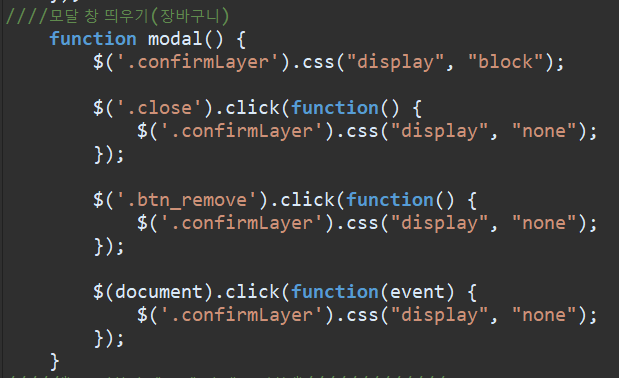 ////모달 창 띄우기(장바구니)
function modal() {
$('.confirmLayer').css("display", "block");
$('.close').click(function() {
$('.confirmLayer').css("display", "none");
});
$('.btn_remove').click(function() {
$('.confirmLayer').css("display", "none");
});
$(document).click(function(event) {
$('.confirmLayer').css("display", "none");
});
}